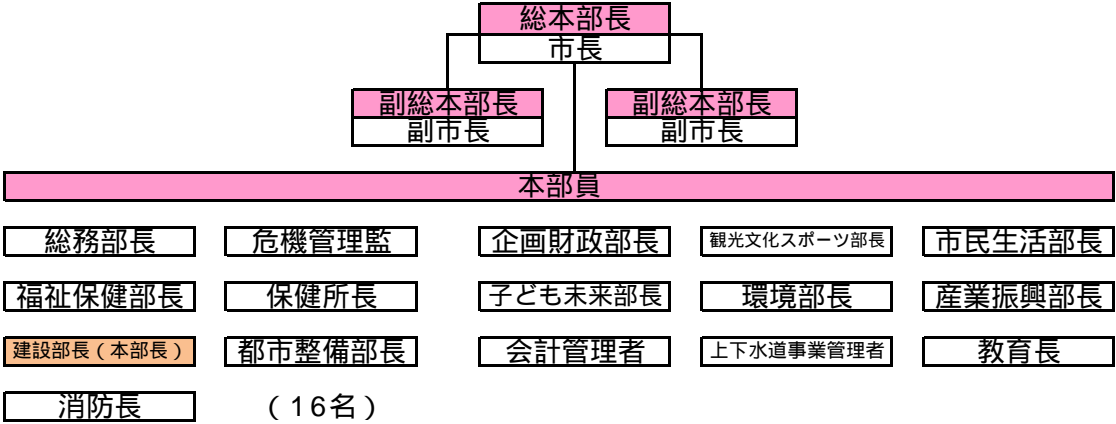 総本部長
市長
副総本部長 副総本部長
副市長 副市長
本部員
総務部長 危機管理監 企画財政部長 観光文化スポーツ部長 市民生活部長
福祉保健部長 保健所長 子ども未来部長 環境部長 産業振興部長
建設部長（本部長） 都市整備部長 会計管理者 上下水道事業管理者 教育長
消防長 （16名）